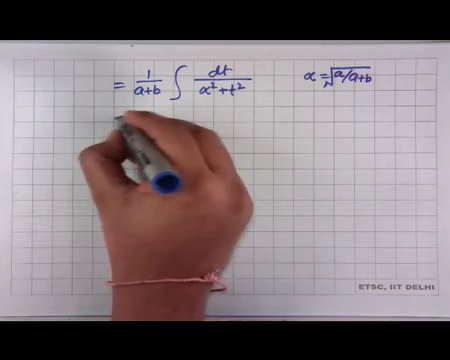 = 1/(a+b) ∫ dt/(α² + t²)    α = √(a/a+b)
ETSC, IIT DELHI